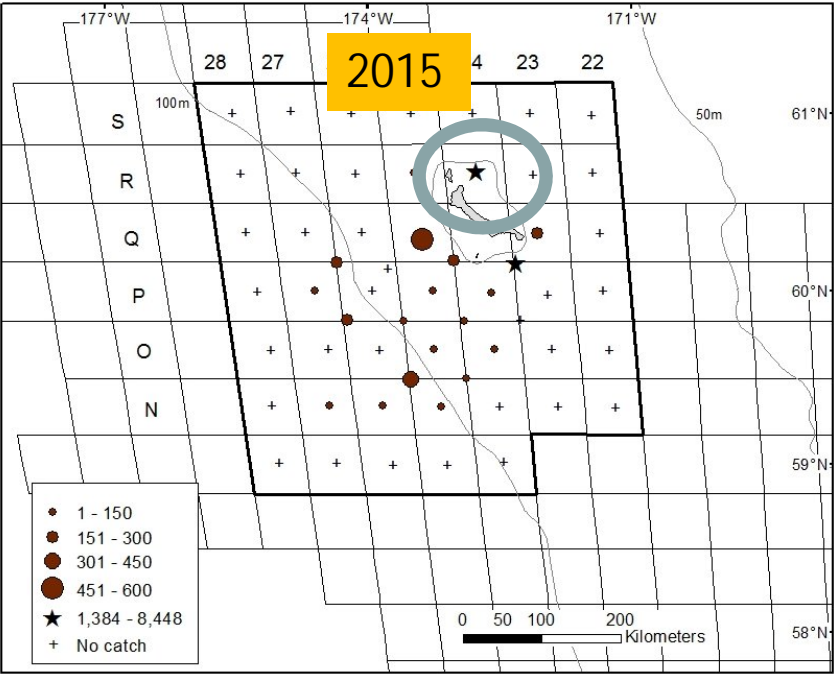 177°W 174°W 171°W
28 27 2015 4 23 22
100m 50m 61°N
S
R
Q
P 60°N
O
N
59°N
1 - 150
151 - 300
301 - 450
451 - 600
1,384 - 8,448
No catch
0 50 100 200
Kilometers
58°N